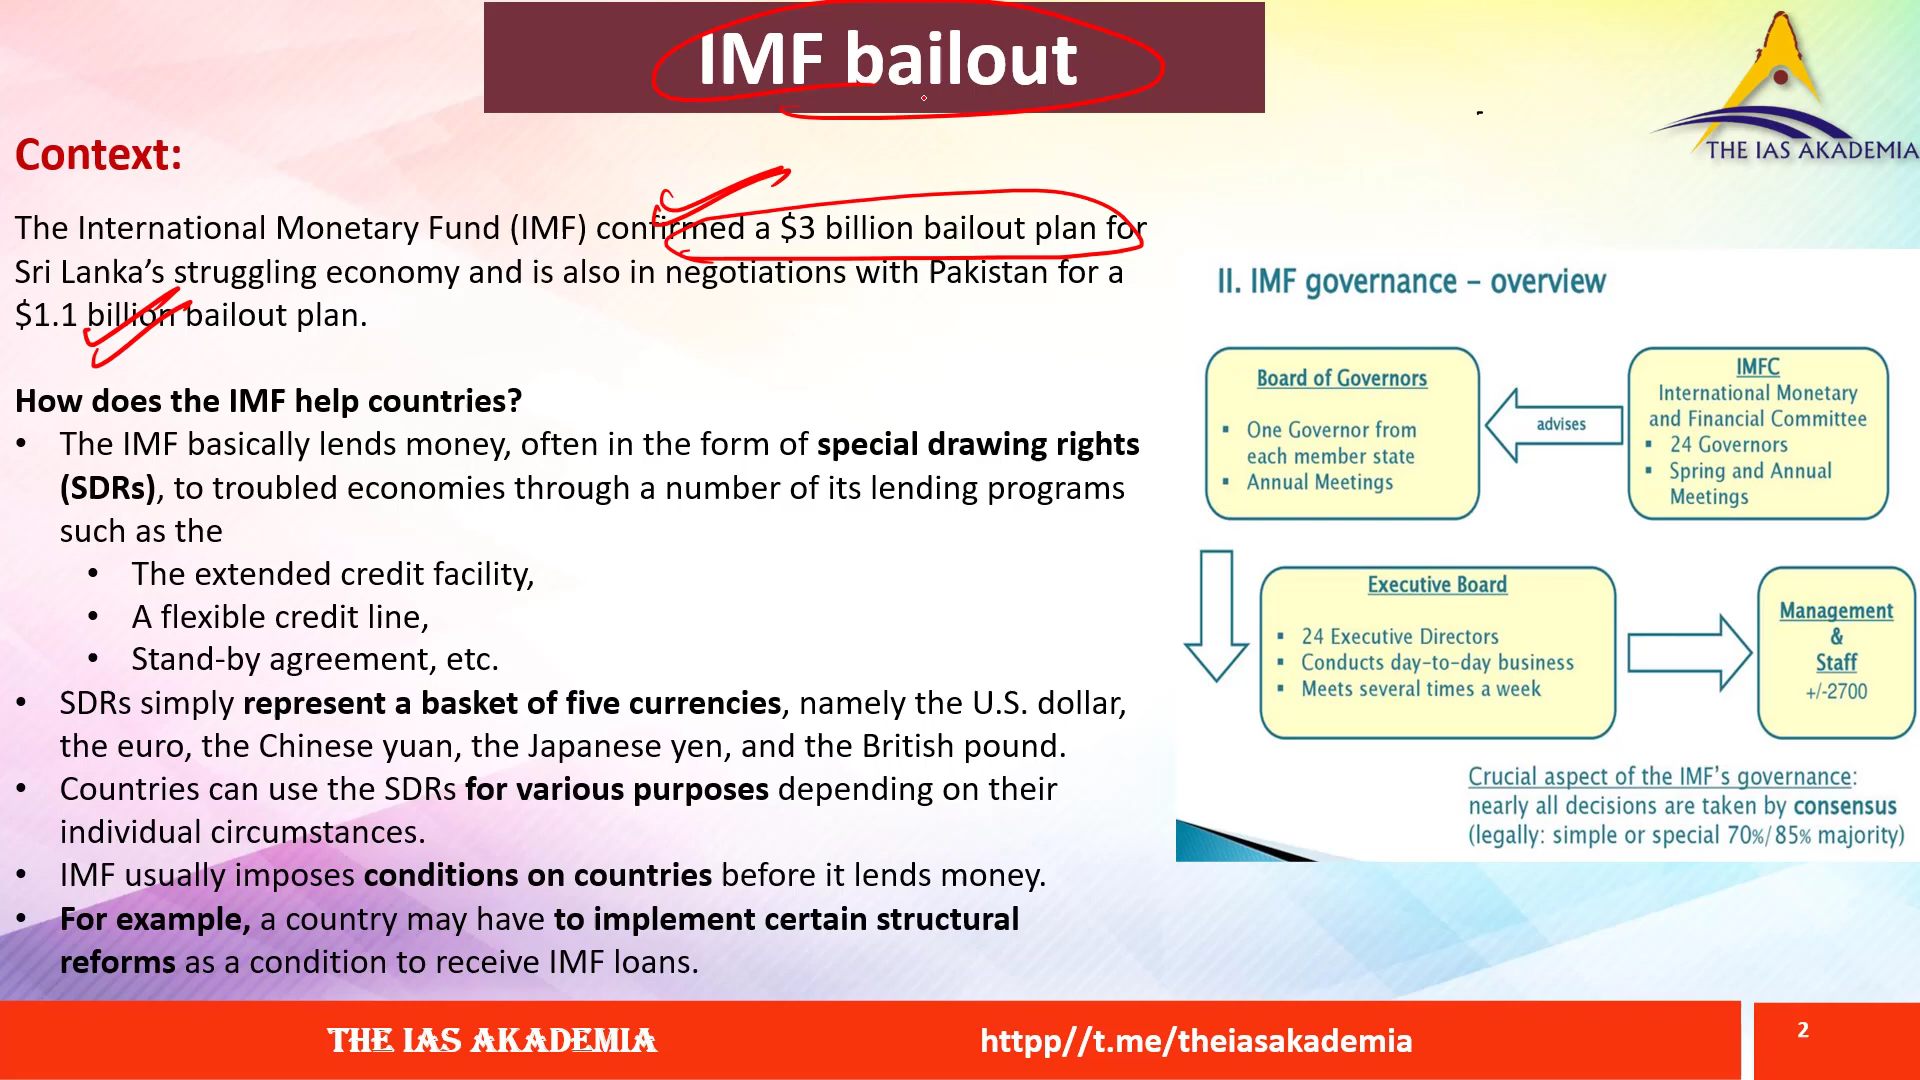 IMF bailout
THE IAS AKADEMIA
Context:
The International Monetary Fund (IMF) confirmed a $3 billion bailout plan for
Sri Lanka’s struggling economy and is also in negotiations with Pakistan for a
$1.1 billion bailout plan.
How does the IMF help countries?
• The IMF basically lends money, often in the form of special drawing rights
(SDRs), to troubled economies through a number of its lending programs
such as the
• The extended credit facility,
• A flexible credit line,
• Stand-by agreement, etc.
• SDRs simply represent a basket of five currencies, namely the U.S. dollar,
the euro, the Chinese yuan, the Japanese yen, and the British pound.
• Countries can use the SDRs for various purposes depending on their
individual circumstances.
• IMF usually imposes conditions on countries before it lends money.
• For example, a country may have to implement certain structural
reforms as a condition to receive IMF loans.
II. IMF governance – overview
Board of Governors
▪ One Governor from
each member state
▪ Annual Meetings
advises
IMFC
International Monetary
and Financial Committee
▪ 24 Governors
▪ Spring and Annual
Meetings
Executive Board
▪ 24 Executive Directors
▪ Conducts day-to-day business
▪ Meets several times a week
Management
&
Staff
+/-2700
Crucial aspect of the IMF’s governance:
nearly all decisions are taken by consensus
(legally: simple or special 70%/85% majority)
THE IAS AKADEMIA
httpp//t.me/theiasakademia
2